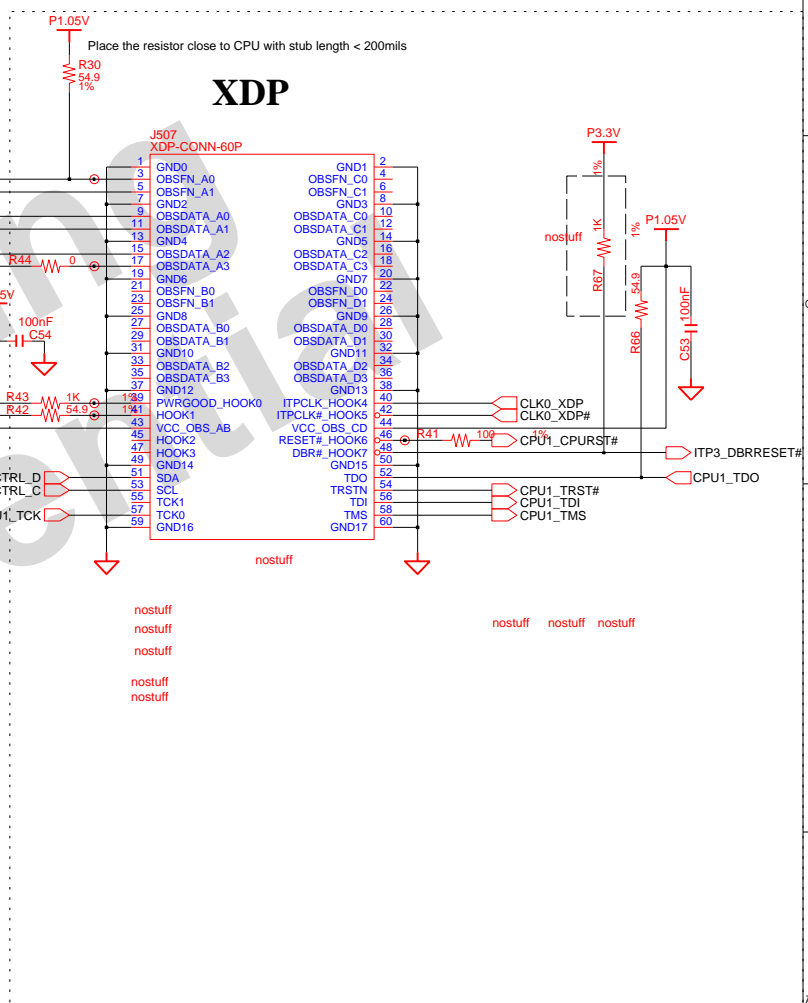 P1.05V
Place the resistor close to CPU with stub length < 200mils
R30
54.9
1%
XDP
J507
XDP-CONN-60P
P3.3V
1%
nostuff
1K
R67
1%
P1.05V
54.9
R66
100nF
C53
1 GND0 GND1 2
3 OBSFN_A0 OBSFN_C0 4
5 OBSFN_A1 OBSFN_C1 6
7 GND2 GND3 8
9 OBSDATA_A0 OBSDATA_C0 10
11 OBSDATA_A1 OBSDATA_C1 12
13 GND4 GND5 14
15 OBSDATA_A2 OBSDATA_C2 16
R44 0 17 OBSDATA_A3 OBSDATA_C3 18
19 GND6 GND7 20
21 OBSFN_B0 OBSFN_D0 22
5V 23 OBSFN_B1 OBSFN_D1 24
25 GND8 GND9 26
100nF 27 OBSDATA_B0 OBSDATA_D0 28
C54 29 OBSDATA_B1 OBSDATA_D1 30
31 GND10 GND11 32
33 OBSDATA_B2 OBSDATA_D2 34
35 OBSDATA_B3 OBSDATA_D3 36
37 GND12 GND13 38
R43 1K 1% 39 PWRGOOD_HOOK0 ITPCLK_HOOK4 40 CLK0_XDP
R42 54.9 1% 41 HOOK1 ITPCLK#_HOOK5 42 CLK0_XDP#
43 VCC_OBS_AB VCC_OBS_CD 44
45 HOOK2 RESET#_HOOK6 46 R41 100 1% CPU1_CPURST#
47 HOOK3 DBR#_HOOK7 48 ITP3_DBRRESET#
49 GND14 GND15 50
CTRL_D 51 SDA TDO 52 CPU1_TDO
CTRL_C 53 SCL TRSTN 54 CPU1_TRST#
55 TCK1 TDI 56 CPU1_TDI
J1_TCK 57 TCK0 TMS 58 CPU1_TMS
59 GND16 GND17 60
nostuff
nostuff
nostuff
nostuff
nostuff
nostuff
nostuff nostuff nostuff
ng
ential